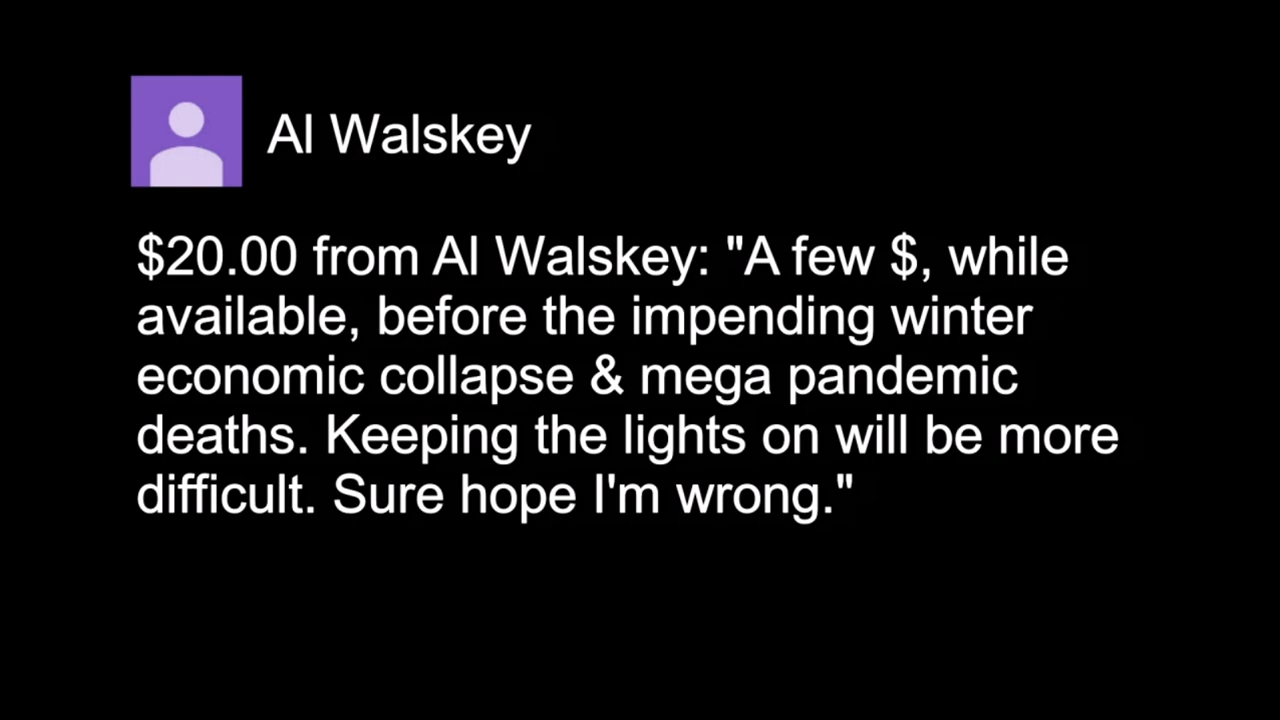 Al Walskey
$20.00 from Al Walskey: "A few $, while
available, before the impending winter
economic collapse & mega pandemic
deaths. Keeping the lights on will be more
difficult. Sure hope I'm wrong."